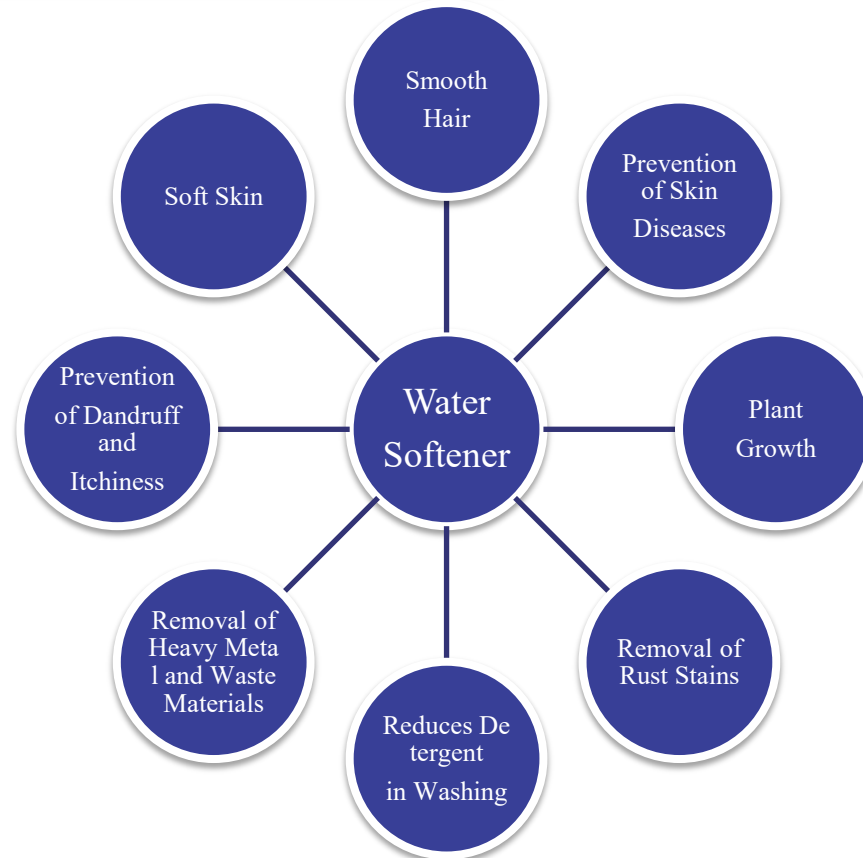 Smooth
Hair
Prevention
of Skin
Diseases
Plant
Growth
Removal of
Rust Stains
Reduces De
tergent
in Washing
Removal of
Heavy Meta
l and Waste
Materials
Prevention
of Dandruff
and
Itchiness
Soft Skin
Water
Softener